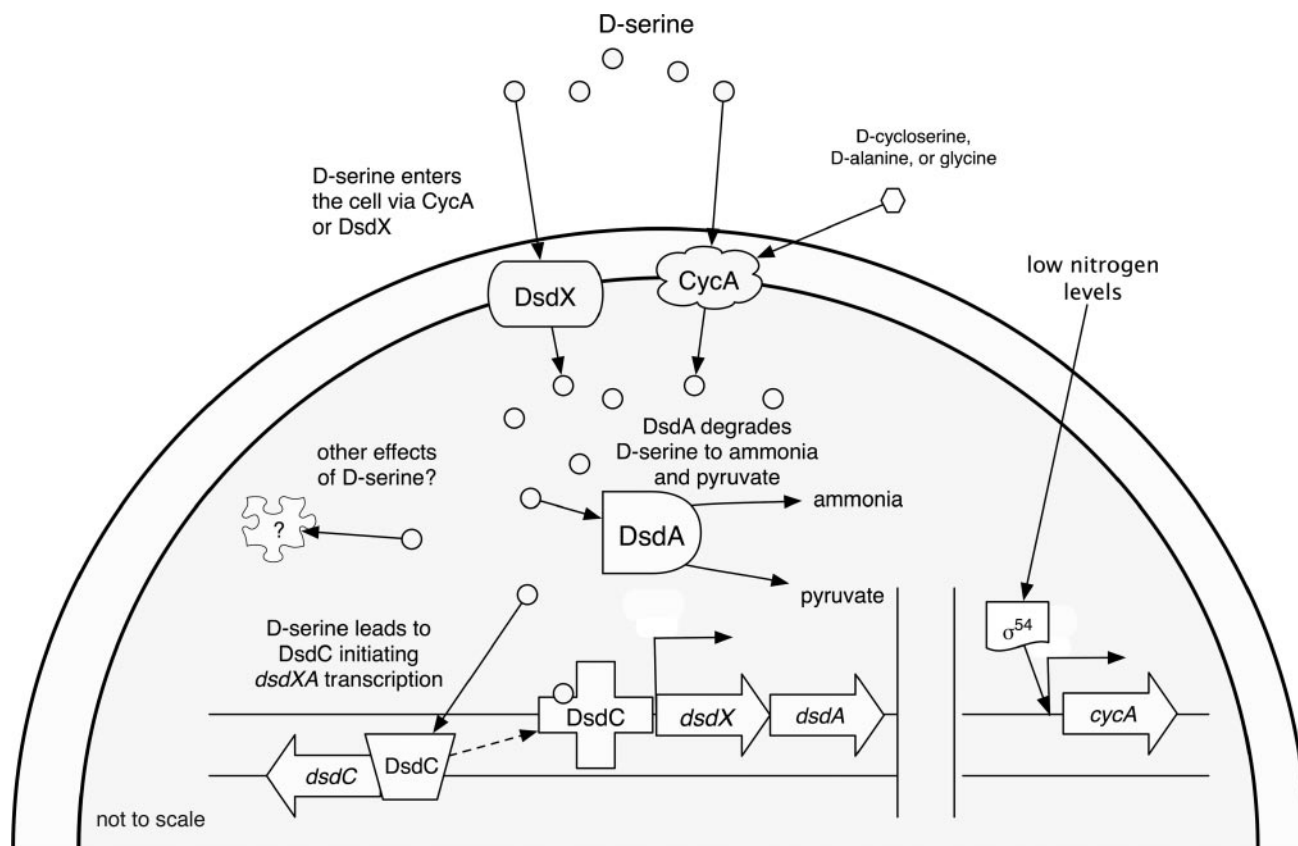 D-serine
D-cycloserine,
D-alanine, or glycine
D-serine enters
the cell via CycA
or DsdX
low nitrogen
levels
DsdX
CycA
DsdA degrades
D-serine to ammonia
and pyruvate
other effects
of D-serine?
?
ammonia
DsdA
pyruvate
σ54
D-serine leads to
DsdC initiating
dsdXA transcription
DsdC
dsdX
dsdA
cycA
dsdC
DsdC
not to scale